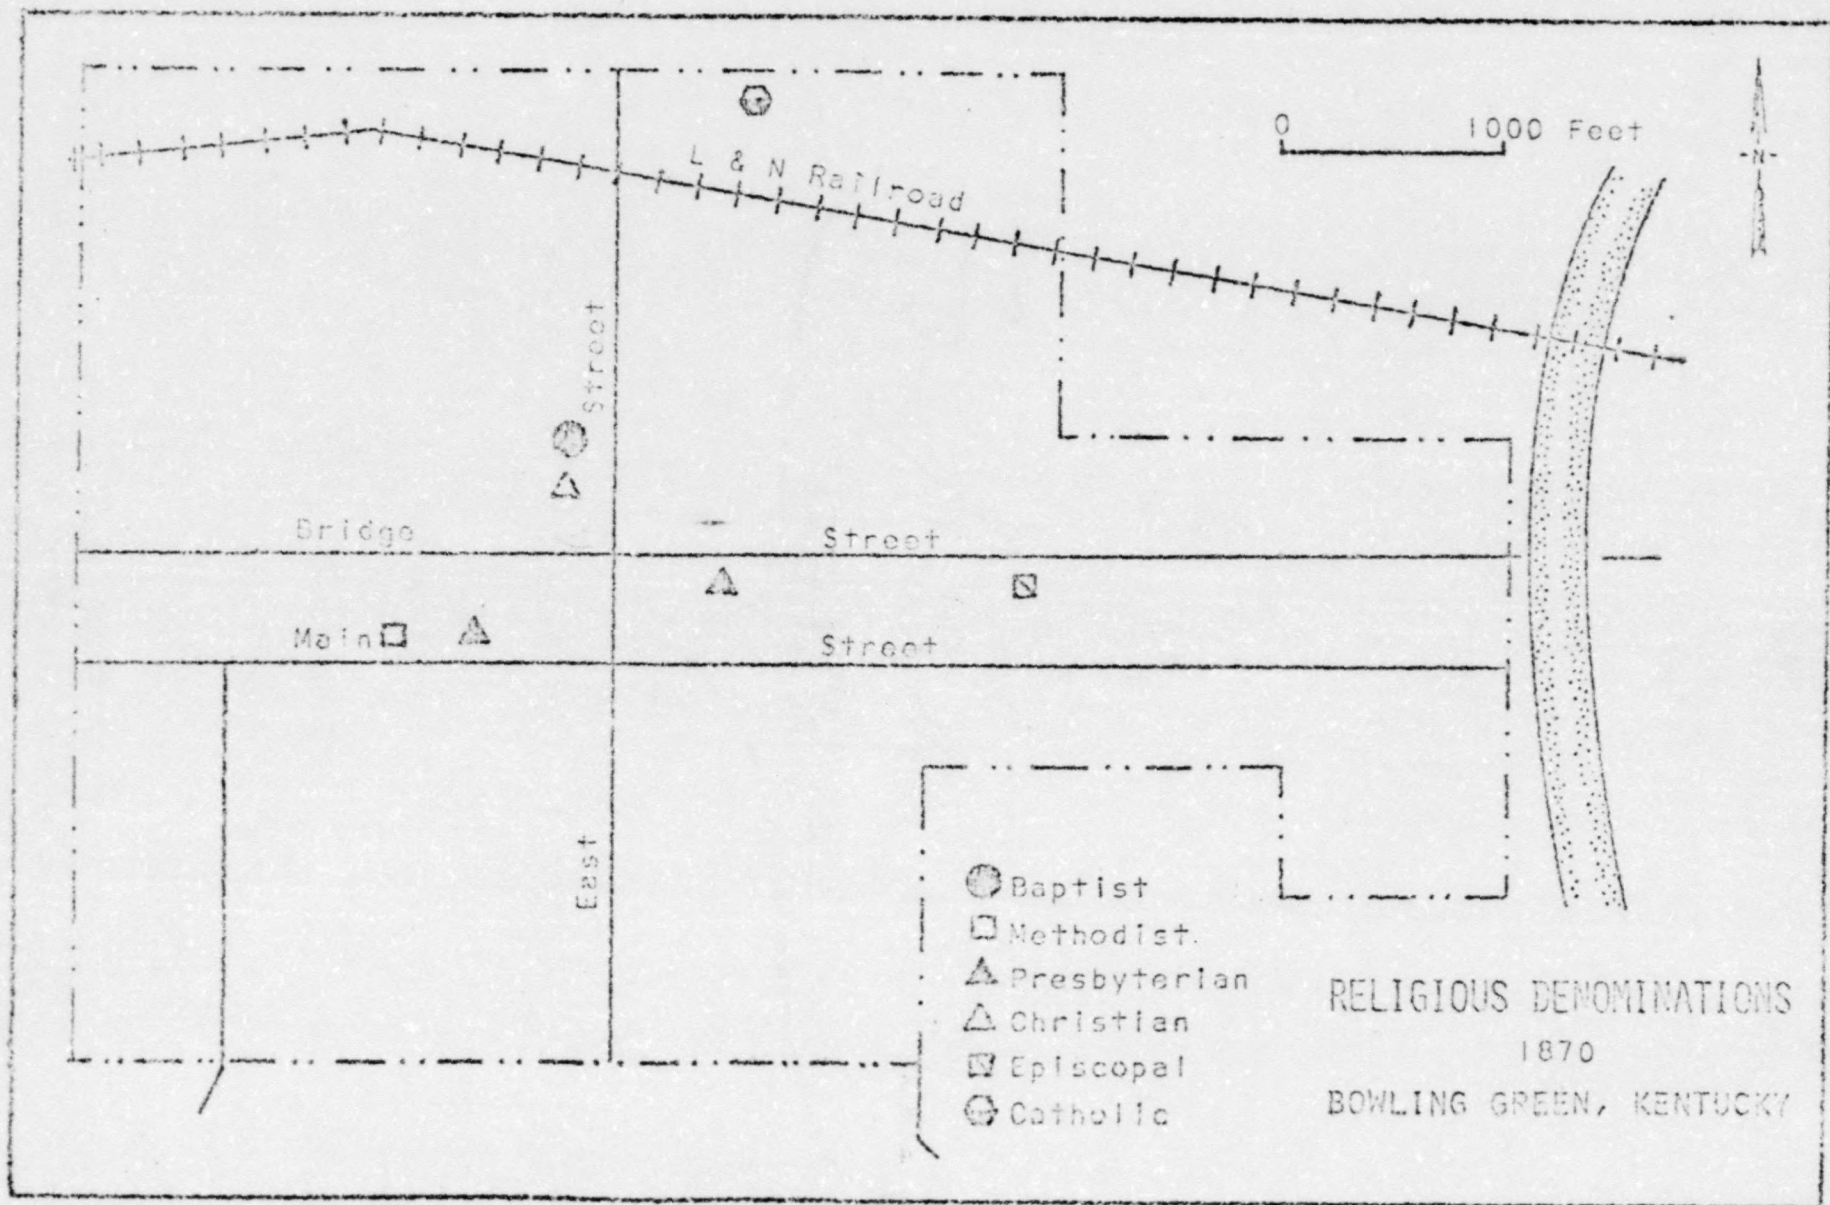 0 1000 Feet
N
L & N Railroad
Street
Bridge Street
Main Street
East
Baptist
Methodist.
Presbyterian
Christian
Episcopal
Catholic
RELIGIOUS DENOMINATIONS
1870
BOWLING GREEN, KENTUCKY